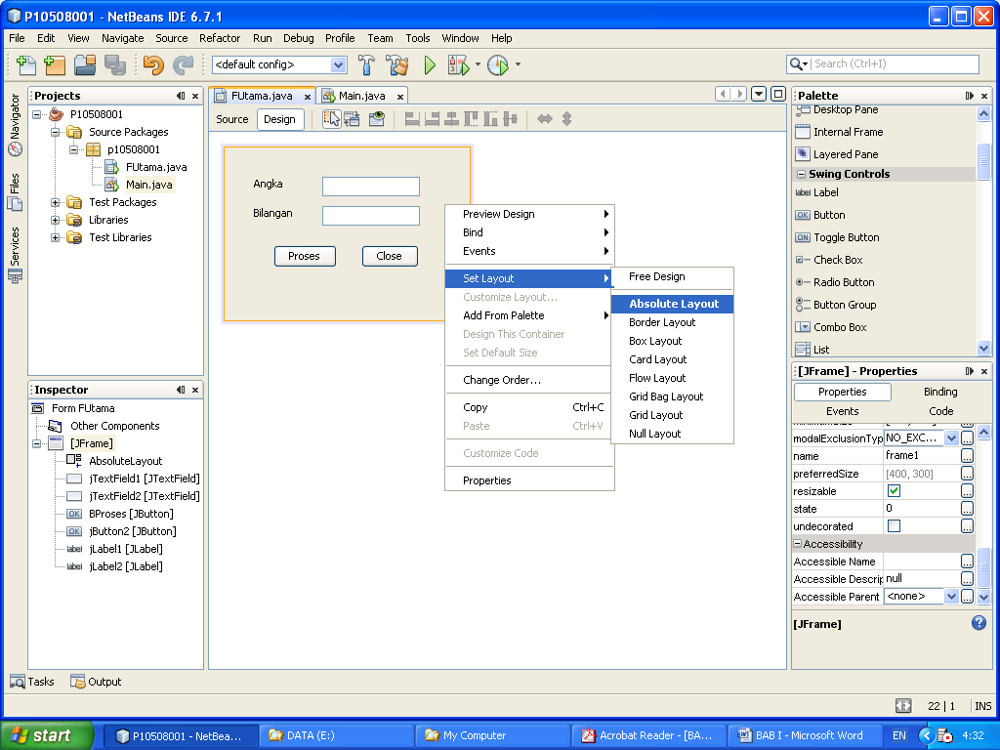 P10508001 - NetBeans IDE 6.7.1
File Edit View Navigate Source Refactor Run Debug Profile Team Tools Window Help
<default config>
Search (Ctrl+I)
Navigator
Files
Services
Projects
P10508001
Source Packages
p10508001
FUtama.java
Main.java
Test Packages
Libraries
Test Libraries
Inspector
Form FUtama
Other Components
[JFrame]
AbsoluteLayout
jTextField1 [JTextField]
jTextField2 [JTextField]
BProses [JButton]
jButton2 [JButton]
jLabel1 [JLabel]
jLabel2 [JLabel]
FUtama.java Main.java
Source Design
Angka
Bilangan
Proses Close
Preview Design
Bind
Events
Set Layout
Customize Layout...
Add From Palette
Design This Container
Set Default Size
Change Order...
Copy Ctrl+C
Paste Ctrl+V
Customize Code
Properties
Free Design
Absolute Layout
Border Layout
Box Layout
Card Layout
Flow Layout
Grid Bag Layout
Grid Layout
Null Layout
Palette
Desktop Pane
Internal Frame
Layered Pane
Swing Controls
label Label
OK Button
ON Toggle Button
Check Box
Radio Button
Button Group
Combo Box
List
[JFrame] - Properties
Properties Binding
Events Code
modalExclusionTyp NO_EXC...
name frame1
preferredSize [400, 300]
resizable
state 0
undecorated
Accessibility
Accessible Name
Accessible Descrip null
Accessible Parent <none>
[JFrame]
Tasks Output
22 | 1 INS
start P10508001 - NetBea... DATA (E:) My Computer Acrobat Reader - [BA... BAB I - Microsoft Word EN 4:32